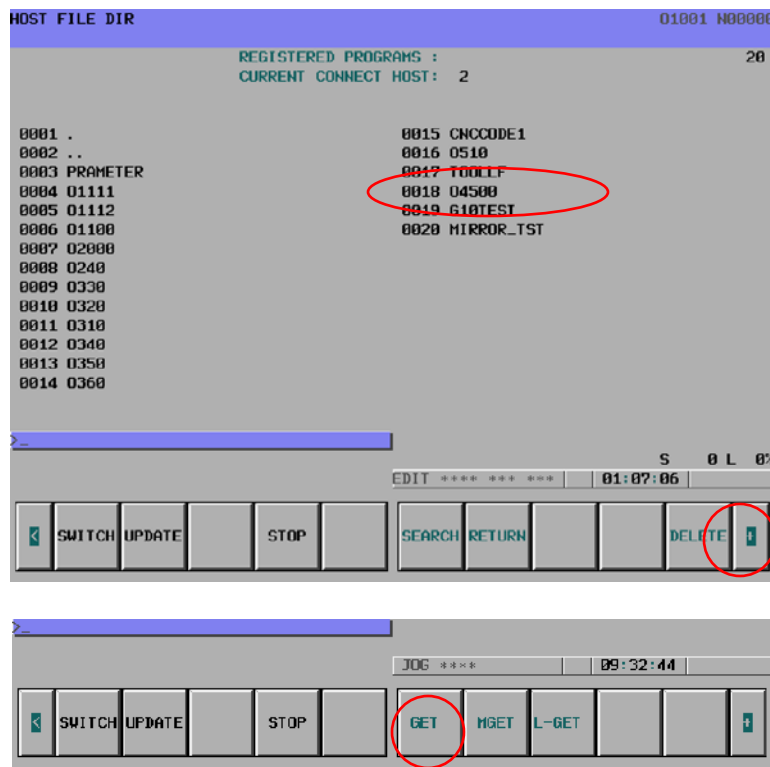 HOST FILE DIR
O1001 N00000
REGISTERED PROGRAMS :
20
CURRENT CONNECT HOST: 2
0001 .
0002 ..
0003 PRAMETER
0004 O1111
0005 O1112
0006 O1100
0007 O2000
0008 O240
0009 O330
0010 O320
0011 O310
0012 O340
0013 O350
0014 O360
0015 CNCCODE1
0016 O510
0017 TOOLLF
0018 O4500
0019 G10TEST
0020 MIRROR_TST
>_
S 0 L 0%
EDIT **** *** *** 01:07:06
< SWITCH UPDATE STOP SEARCH RETURN DELETE +
>_
JOG **** 09:32:44
< SWITCH UPDATE STOP GET MGET L-GET +